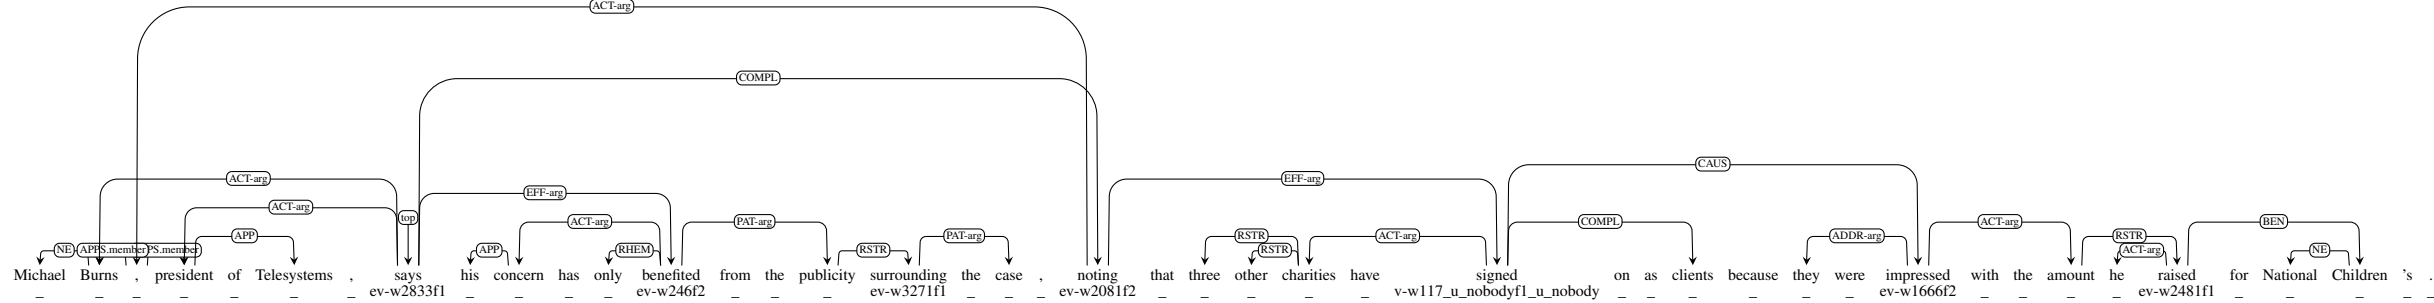 ACT-arg
COMPL
CAUS
ACT-arg EFF-arg
EFF-arg
ACT-arg top
ACT-arg PAT-arg COMPL ACT-arg BEN
APP PAT-arg RSTR ACT-arg ADDR-arg RSTR
NE APPS.member PS.member APP RHEM RSTR RSTR ACT-arg NE
Michael Burns , president of Telesystems , says his concern has only benefited from the publicity surrounding the case , noting that three other charities have signed on as clients because they were impressed with the amount he raised for National Children 's .
_ _ _ _ _ _ _ ev-w2833f1 _ _ _ _ ev-w246f2 _ _ _ ev-w3271f1 _ _ _ ev-w2081f2 _ _ _ _ _ v-w117_u_nobodyf1_u_nobody _ _ _ _ _ _ ev-w1666f2 _ _ _ _ ev-w2481f1 _ _ _ _ _